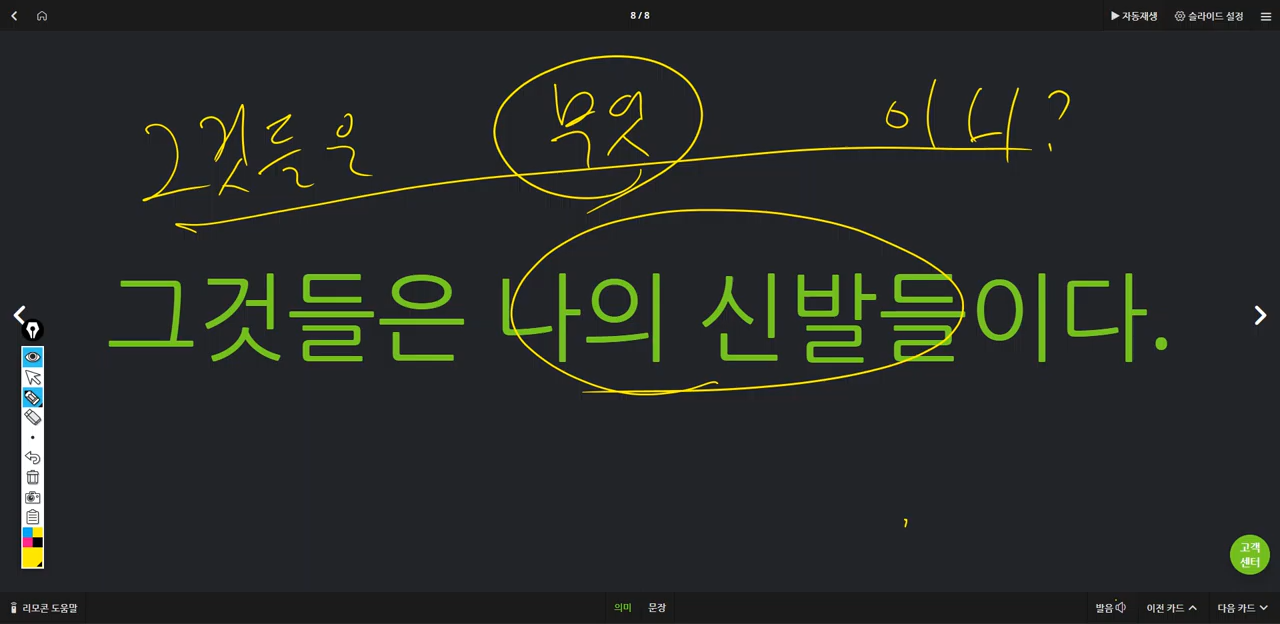 8 / 8
자동재생
슬라이드 설정
그것들은 무엇 이니?
그것들은 나의 신발들이다.
고객
센터
리모콘 도움말
의미
문장
발음
이전 카드
다음 카드